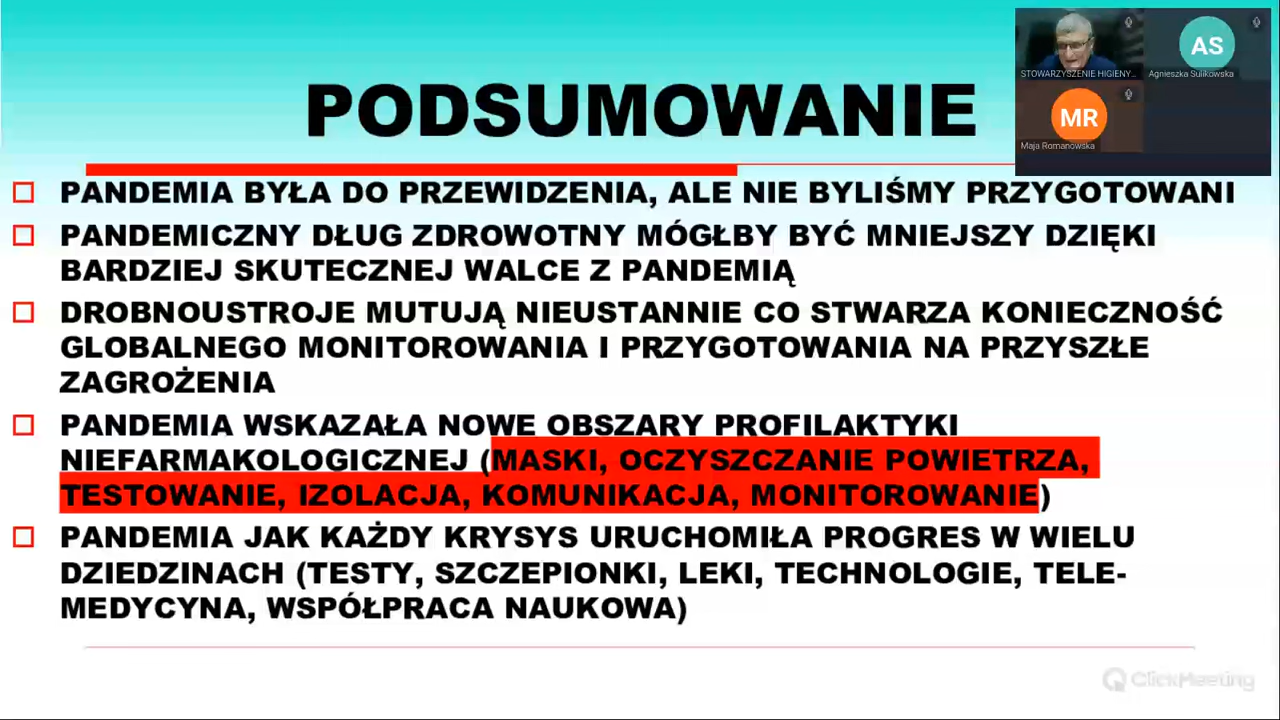 PODSUMOWANIE
STOWARZYSZENIE HIGIENY...
AS
Agnieszka Sulikowska
MR
Maja Romanowska
PANDEMIA BYŁA DO PRZEWIDZENIA, ALE NIE BYLIŚMY PRZYGOTOWANI
PANDEMICZNY DŁUG ZDROWOTNY MÓGŁBY BYĆ MNIEJSZY DZIĘKI
BARDZIEJ SKUTECZNEJ WALCE Z PANDEMIĄ
DROBNOUSTROJE MUTUJĄ NIEUSTANNIE CO STWARZA KONIECZNOŚĆ
GLOBALNEGO MONITOROWANIA I PRZYGOTOWANIA NA PRZYSZŁE
ZAGROŻENIA
PANDEMIA WSKAZAŁA NOWE OBSZARY PROFILAKTYKI
NIEFARMAKOLOGICZNEJ (MASKI, OCZYSZCZANIE POWIETRZA,
TESTOWANIE, IZOLACJA, KOMUNIKACJA, MONITOROWANIE)
PANDEMIA JAK KAŻDY KRYSYS URUCHOMIŁA PROGRES W WIELU
DZIEDZINACH (TESTY, SZCZEPIONKI, LEKI, TECHNOLOGIE, TELE-
MEDYCYNA, WSPÓŁPRACA NAUKOWA)
ClickMeeting